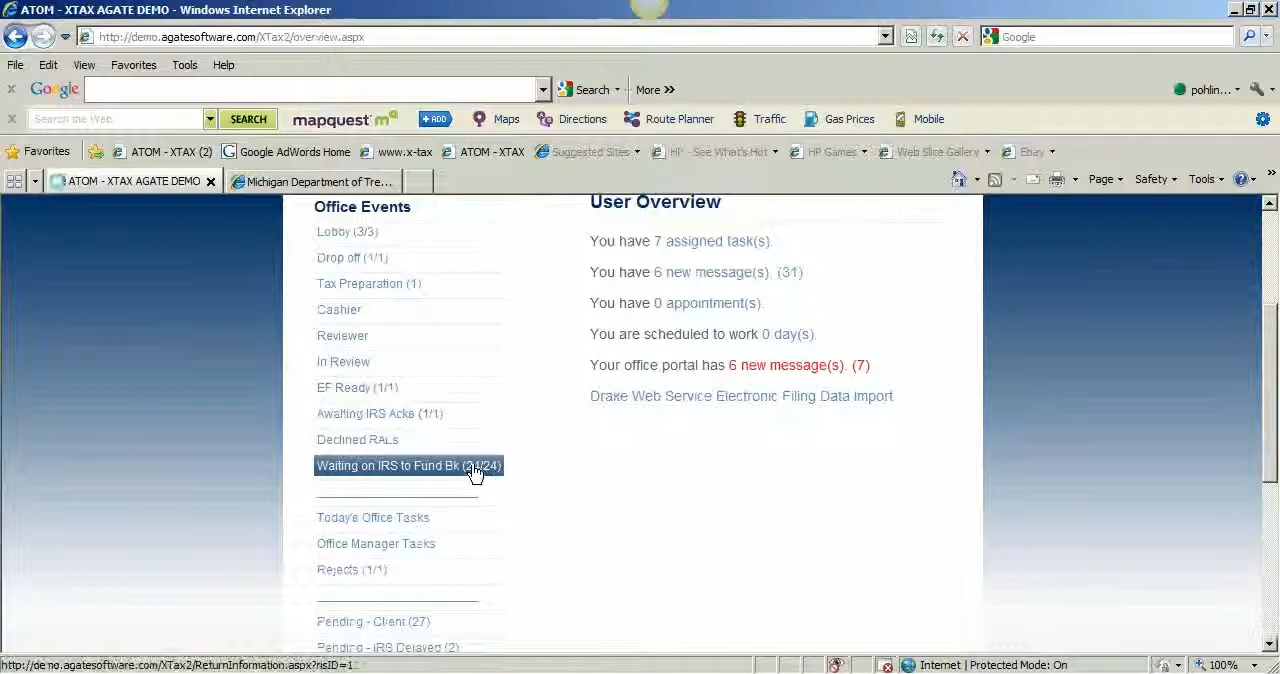 ATOM - XTAX AGATE DEMO - Windows Internet Explorer
http://demo.agatesoftware.com/XTax2/overview.aspx
Google
File Edit View Favorites Tools Help
x Google Search More >> pohlin...
x Search the Web SEARCH mapquest m + ADD Maps Directions Route Planner Traffic Gas Prices Mobile
Favorites ATOM - XTAX (2) Google AdWords Home www.x-tax ATOM - XTAX Suggested Sites HP - See What's Hot HP Games Web Slice Gallery Ebay
ATOM - XTAX AGATE DEMO Michigan Department of Tre... Page Safety Tools
Office Events
Lobby (3/3)
Drop off (1/1)
Tax Preparation (1)
Cashier
Reviewer
In Review
EF Ready (1/1)
Awaiting IRS Acks (1/1)
Declined RALs
Waiting on IRS to Fund Bk (24/24)
Today's Office Tasks
Office Manager Tasks
Rejects (1/1)
Pending - Client (27)
Pending - IRS Delayed (2)
User Overview
You have 7 assigned task(s).
You have 6 new message(s). (31)
You have 0 appointment(s).
You are scheduled to work 0 day(s).
Your office portal has 6 new message(s). (7)
Drake Web Service Electronic Filing Data Import
http://demo.agatesoftware.com/XTax2/ReturnInformation.aspx?risID=1
Internet | Protected Mode: On
100%